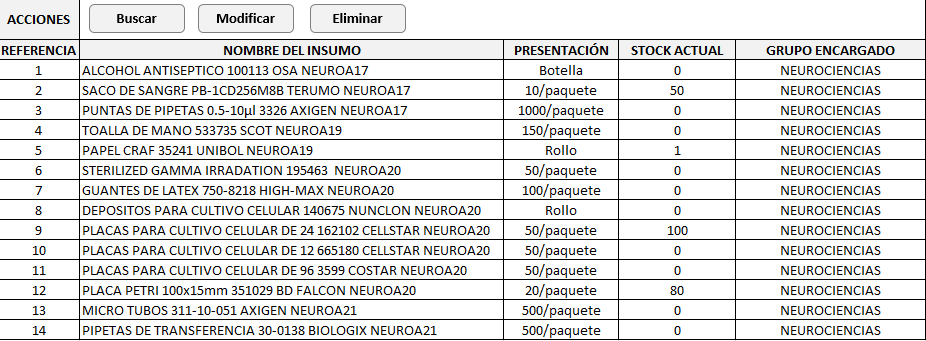 ACCIONES Buscar Modificar Eliminar
REFERENCIA NOMBRE DEL INSUMO PRESENTACIÓN STOCK ACTUAL GRUPO ENCARGADO
1 ALCOHOL ANTISEPTICO 100113 OSA NEUROA17 Botella 0 NEUROCIENCIAS
2 SACO DE SANGRE PB-1CD256M8B TERUMO NEUROA17 10/paquete 50 NEUROCIENCIAS
3 PUNTAS DE PIPETAS 0.5-10µl 3326 AXIGEN NEUROA17 1000/paquete 0 NEUROCIENCIAS
4 TOALLA DE MANO 533735 SCOT NEUROA19 150/paquete 0 NEUROCIENCIAS
5 PAPEL CRAF 35241 UNIBOL NEUROA19 Rollo 1 NEUROCIENCIAS
6 STERILIZED GAMMA IRRADATION 195463 NEUROA20 50/paquete 0 NEUROCIENCIAS
7 GUANTES DE LATEX 750-8218 HIGH-MAX NEUROA20 100/paquete 0 NEUROCIENCIAS
8 DEPOSITOS PARA CULTIVO CELULAR 140675 NUNCLON NEUROA20 Rollo 0 NEUROCIENCIAS
9 PLACAS PARA CULTIVO CELULAR DE 24 162102 CELLSTAR NEUROA20 50/paquete 100 NEUROCIENCIAS
10 PLACAS PARA CULTIVO CELULAR DE 12 665180 CELLSTAR NEUROA20 50/paquete 0 NEUROCIENCIAS
11 PLACAS PARA CULTIVO CELULAR DE 96 3599 COSTAR NEUROA20 50/paquete 0 NEUROCIENCIAS
12 PLACA PETRI 100x15mm 351029 BD FALCON NEUROA20 20/paquete 80 NEUROCIENCIAS
13 MICRO TUBOS 311-10-051 AXIGEN NEUROA21 500/paquete 0 NEUROCIENCIAS
14 PIPETAS DE TRANSFERENCIA 30-0138 BIOLOGIX NEUROA21 500/paquete 0 NEUROCIENCIAS